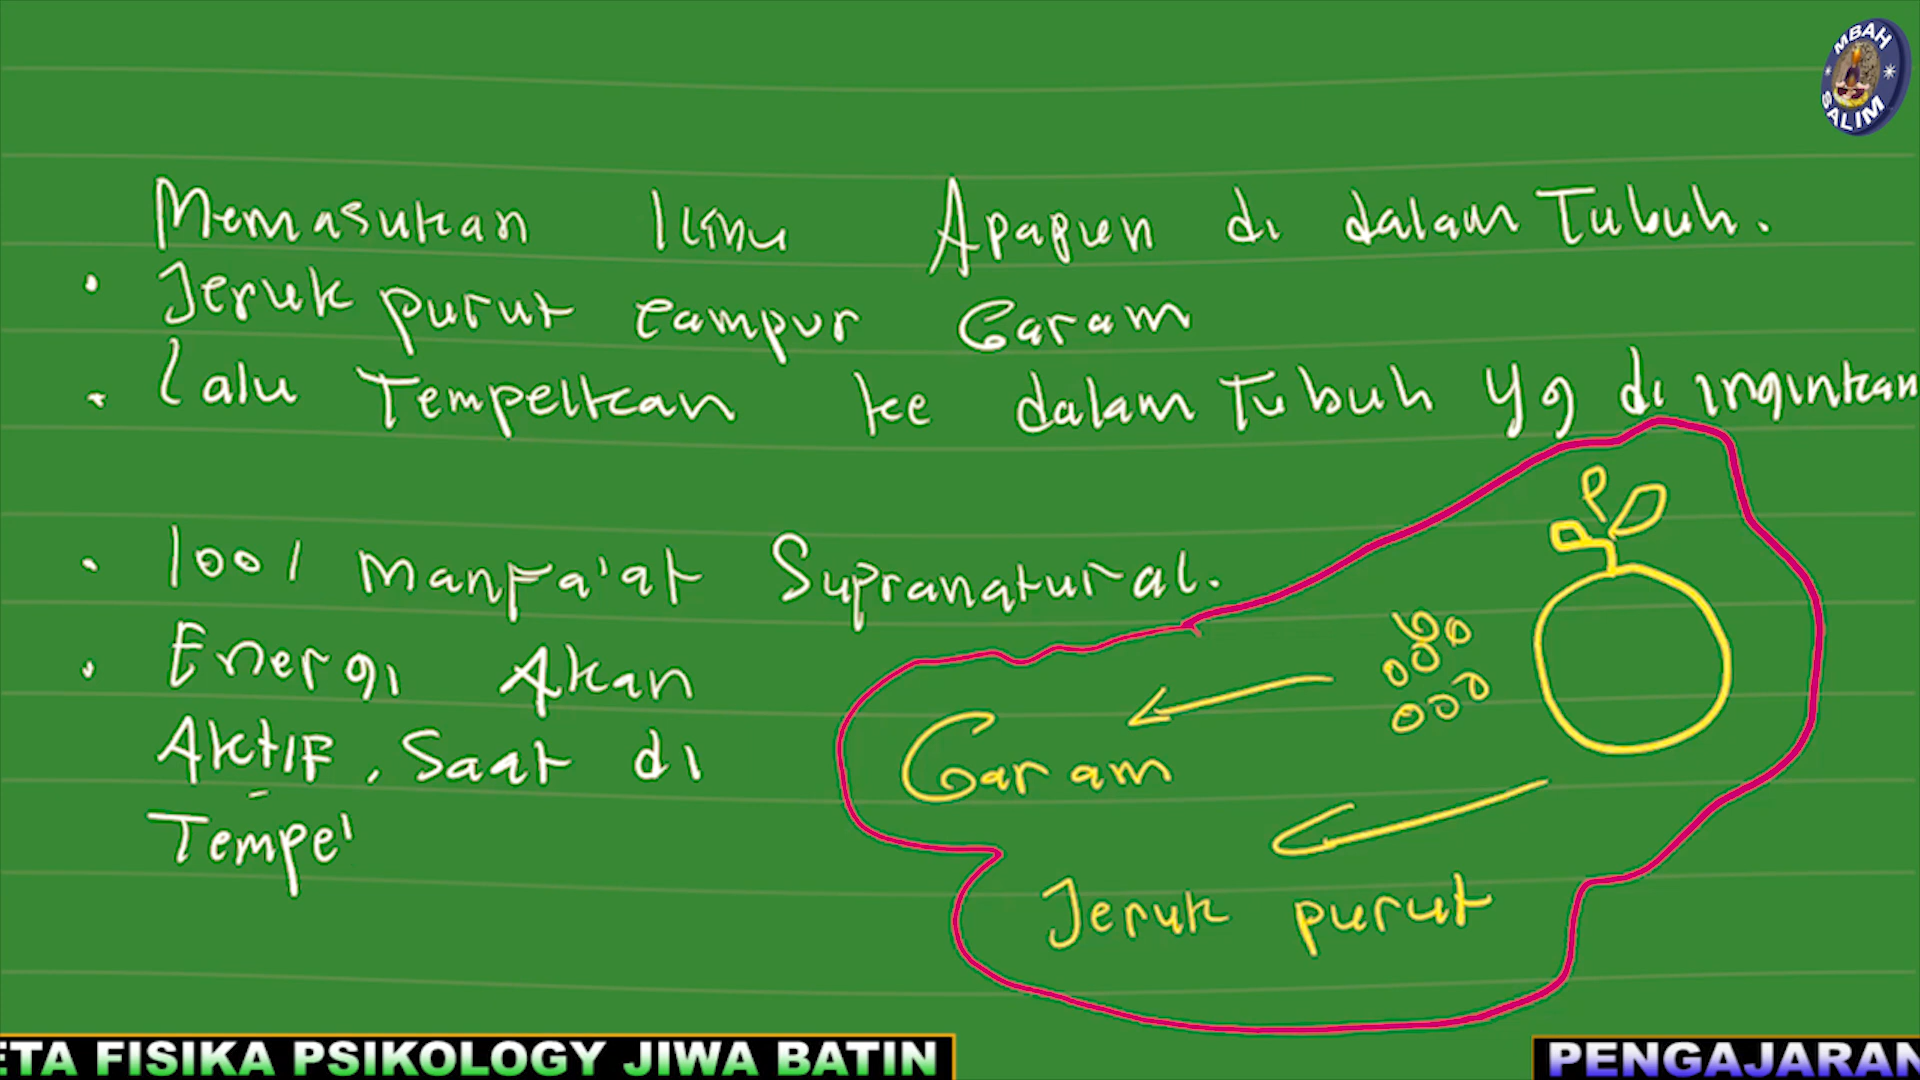 MBAH
SALIM
Memasukan Ilmu Apapun di dalam Tubuh.
• Jeruk purut campur Garam
• Lalu Tempelkan ke dalam Tubuh yg di inginkan
• 1001 Manfa'at Supranatural.
• Energi Akan
Aktif, Saat di
Tempel
Garam
Jeruk purut
ETA FISIKA PSIKOLOGY JIWA BATIN
PENGAJARAN